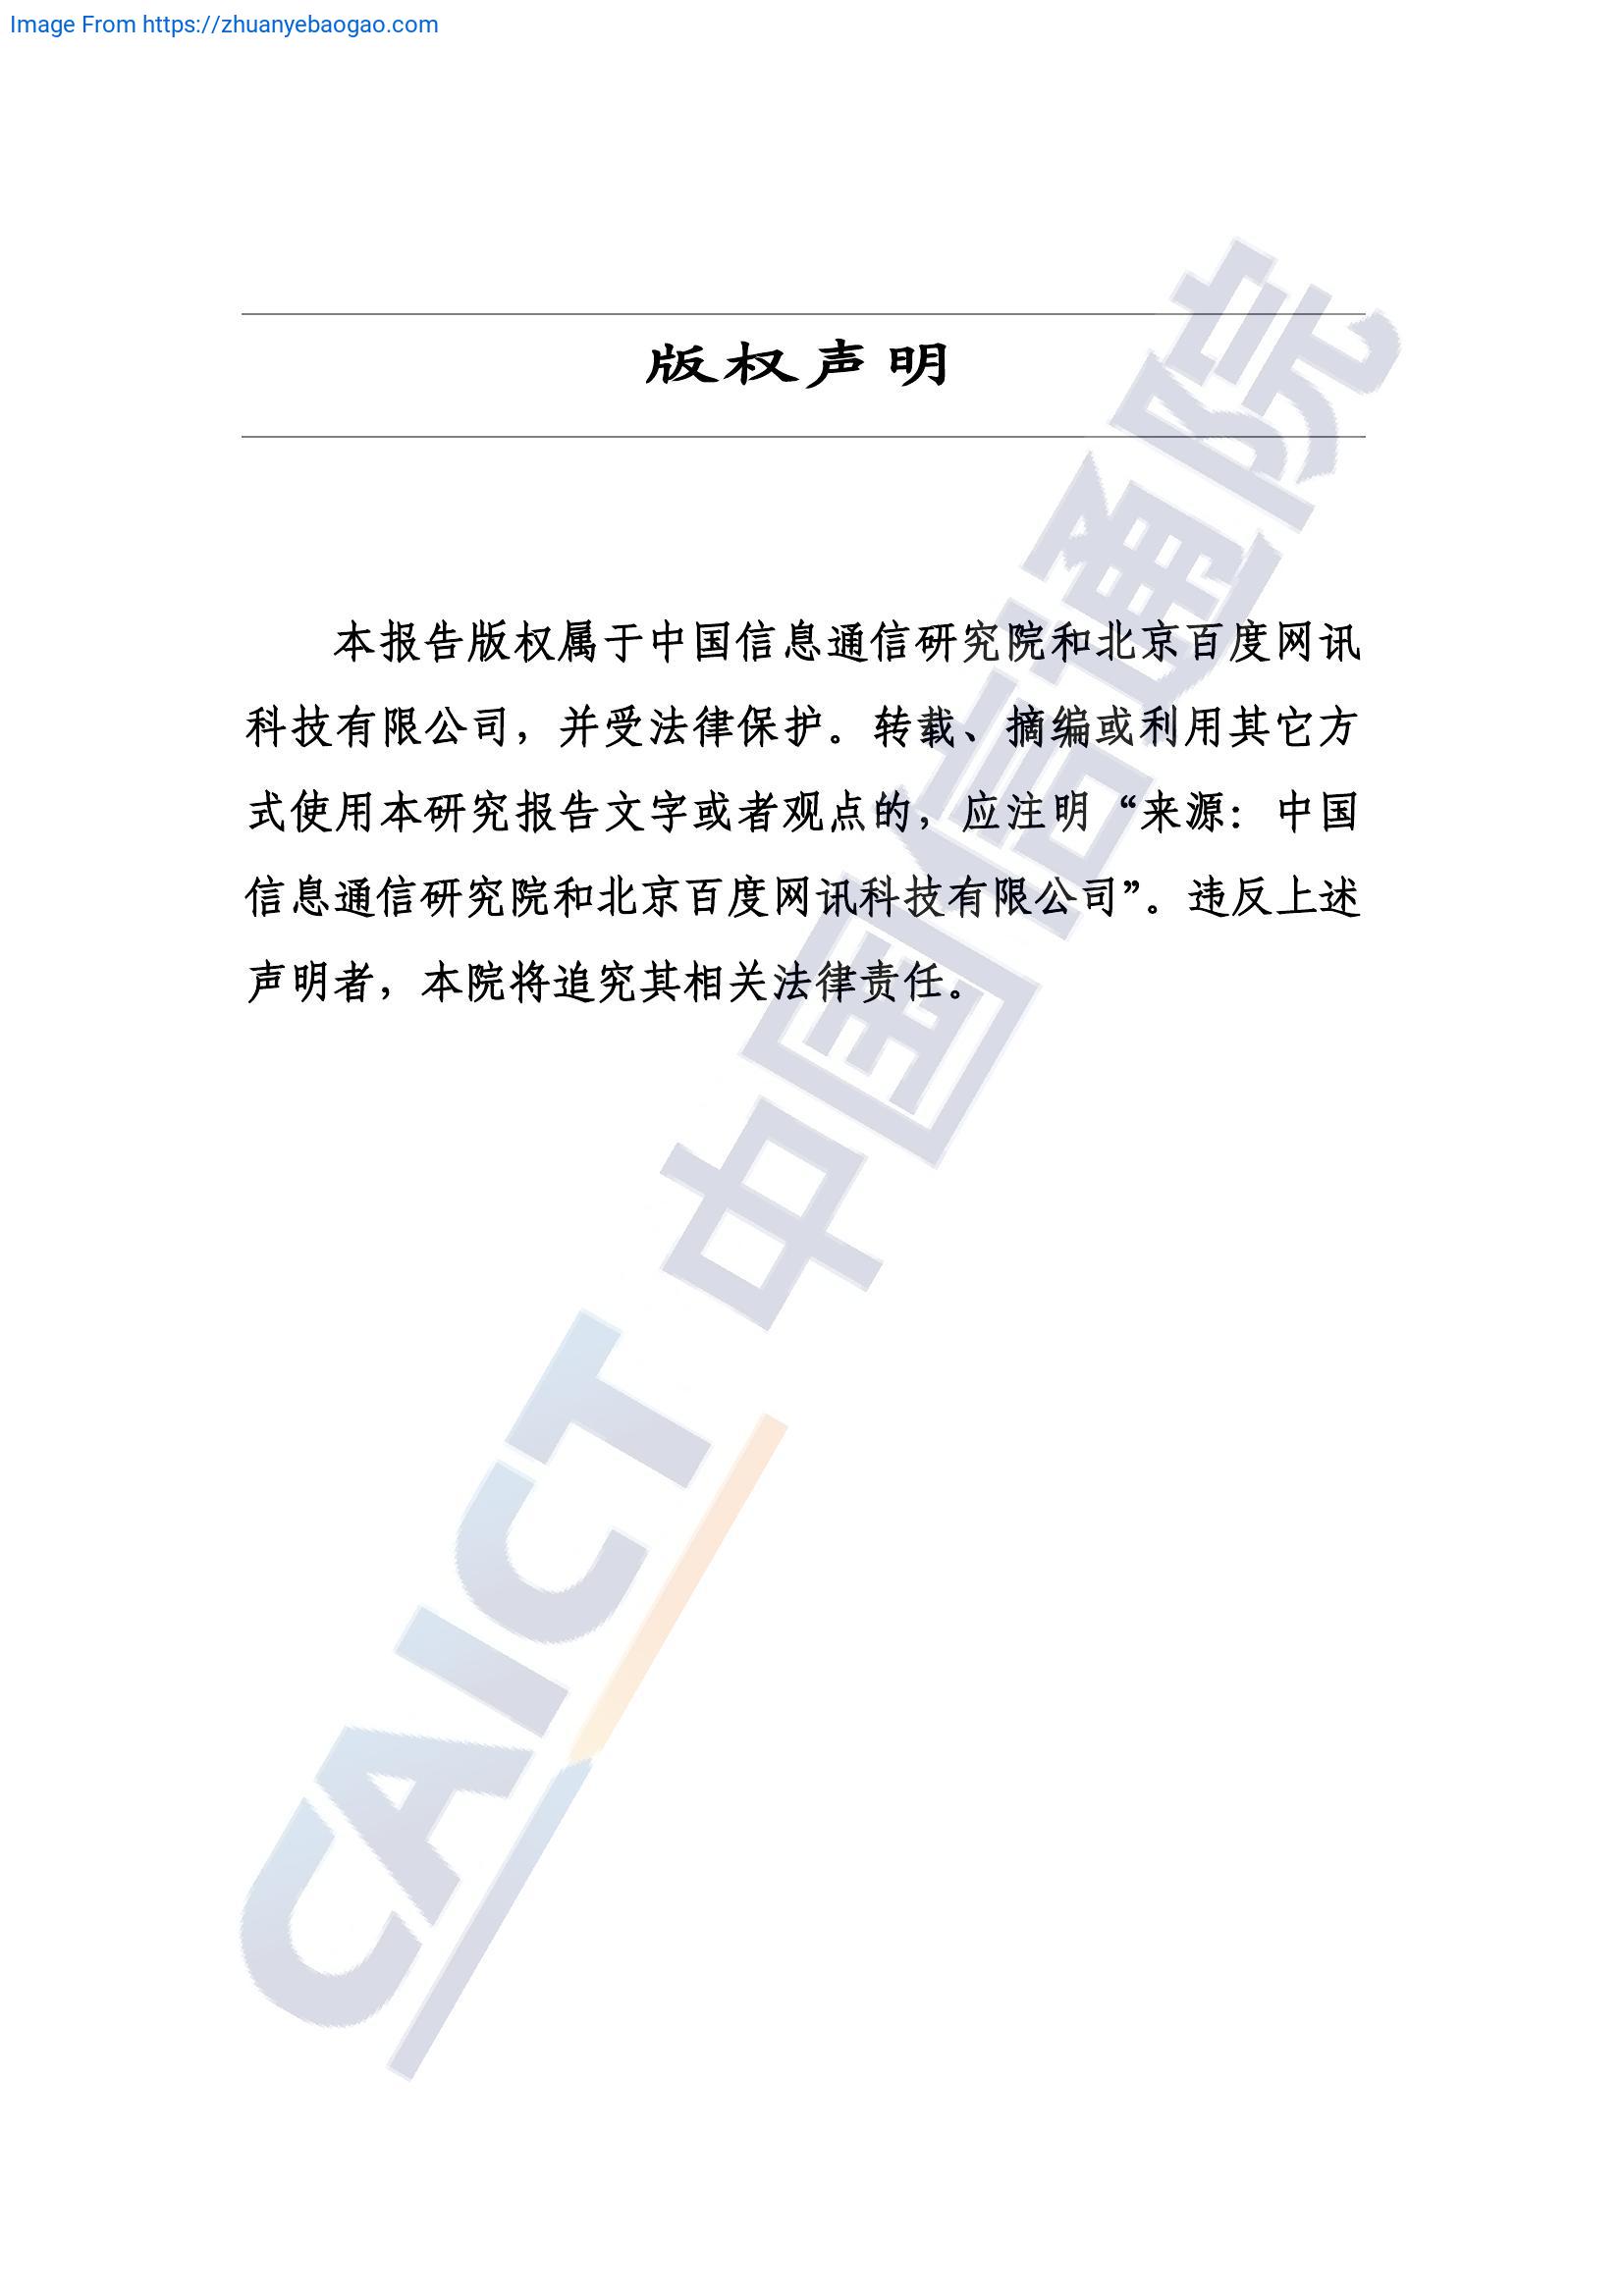 Image From https://zhuanyebaogao.com
版权声明
本报告版权属于中国信息通信研究院和北京百度网讯
科技有限公司，并受法律保护。转载、摘编或利用其它方
式使用本研究报告文字或者观点的，应注明“来源：中国
信息通信研究院和北京百度网讯科技有限公司”。违反上述
声明者，本院将追究其相关法律责任。
CAICT 中国信通院